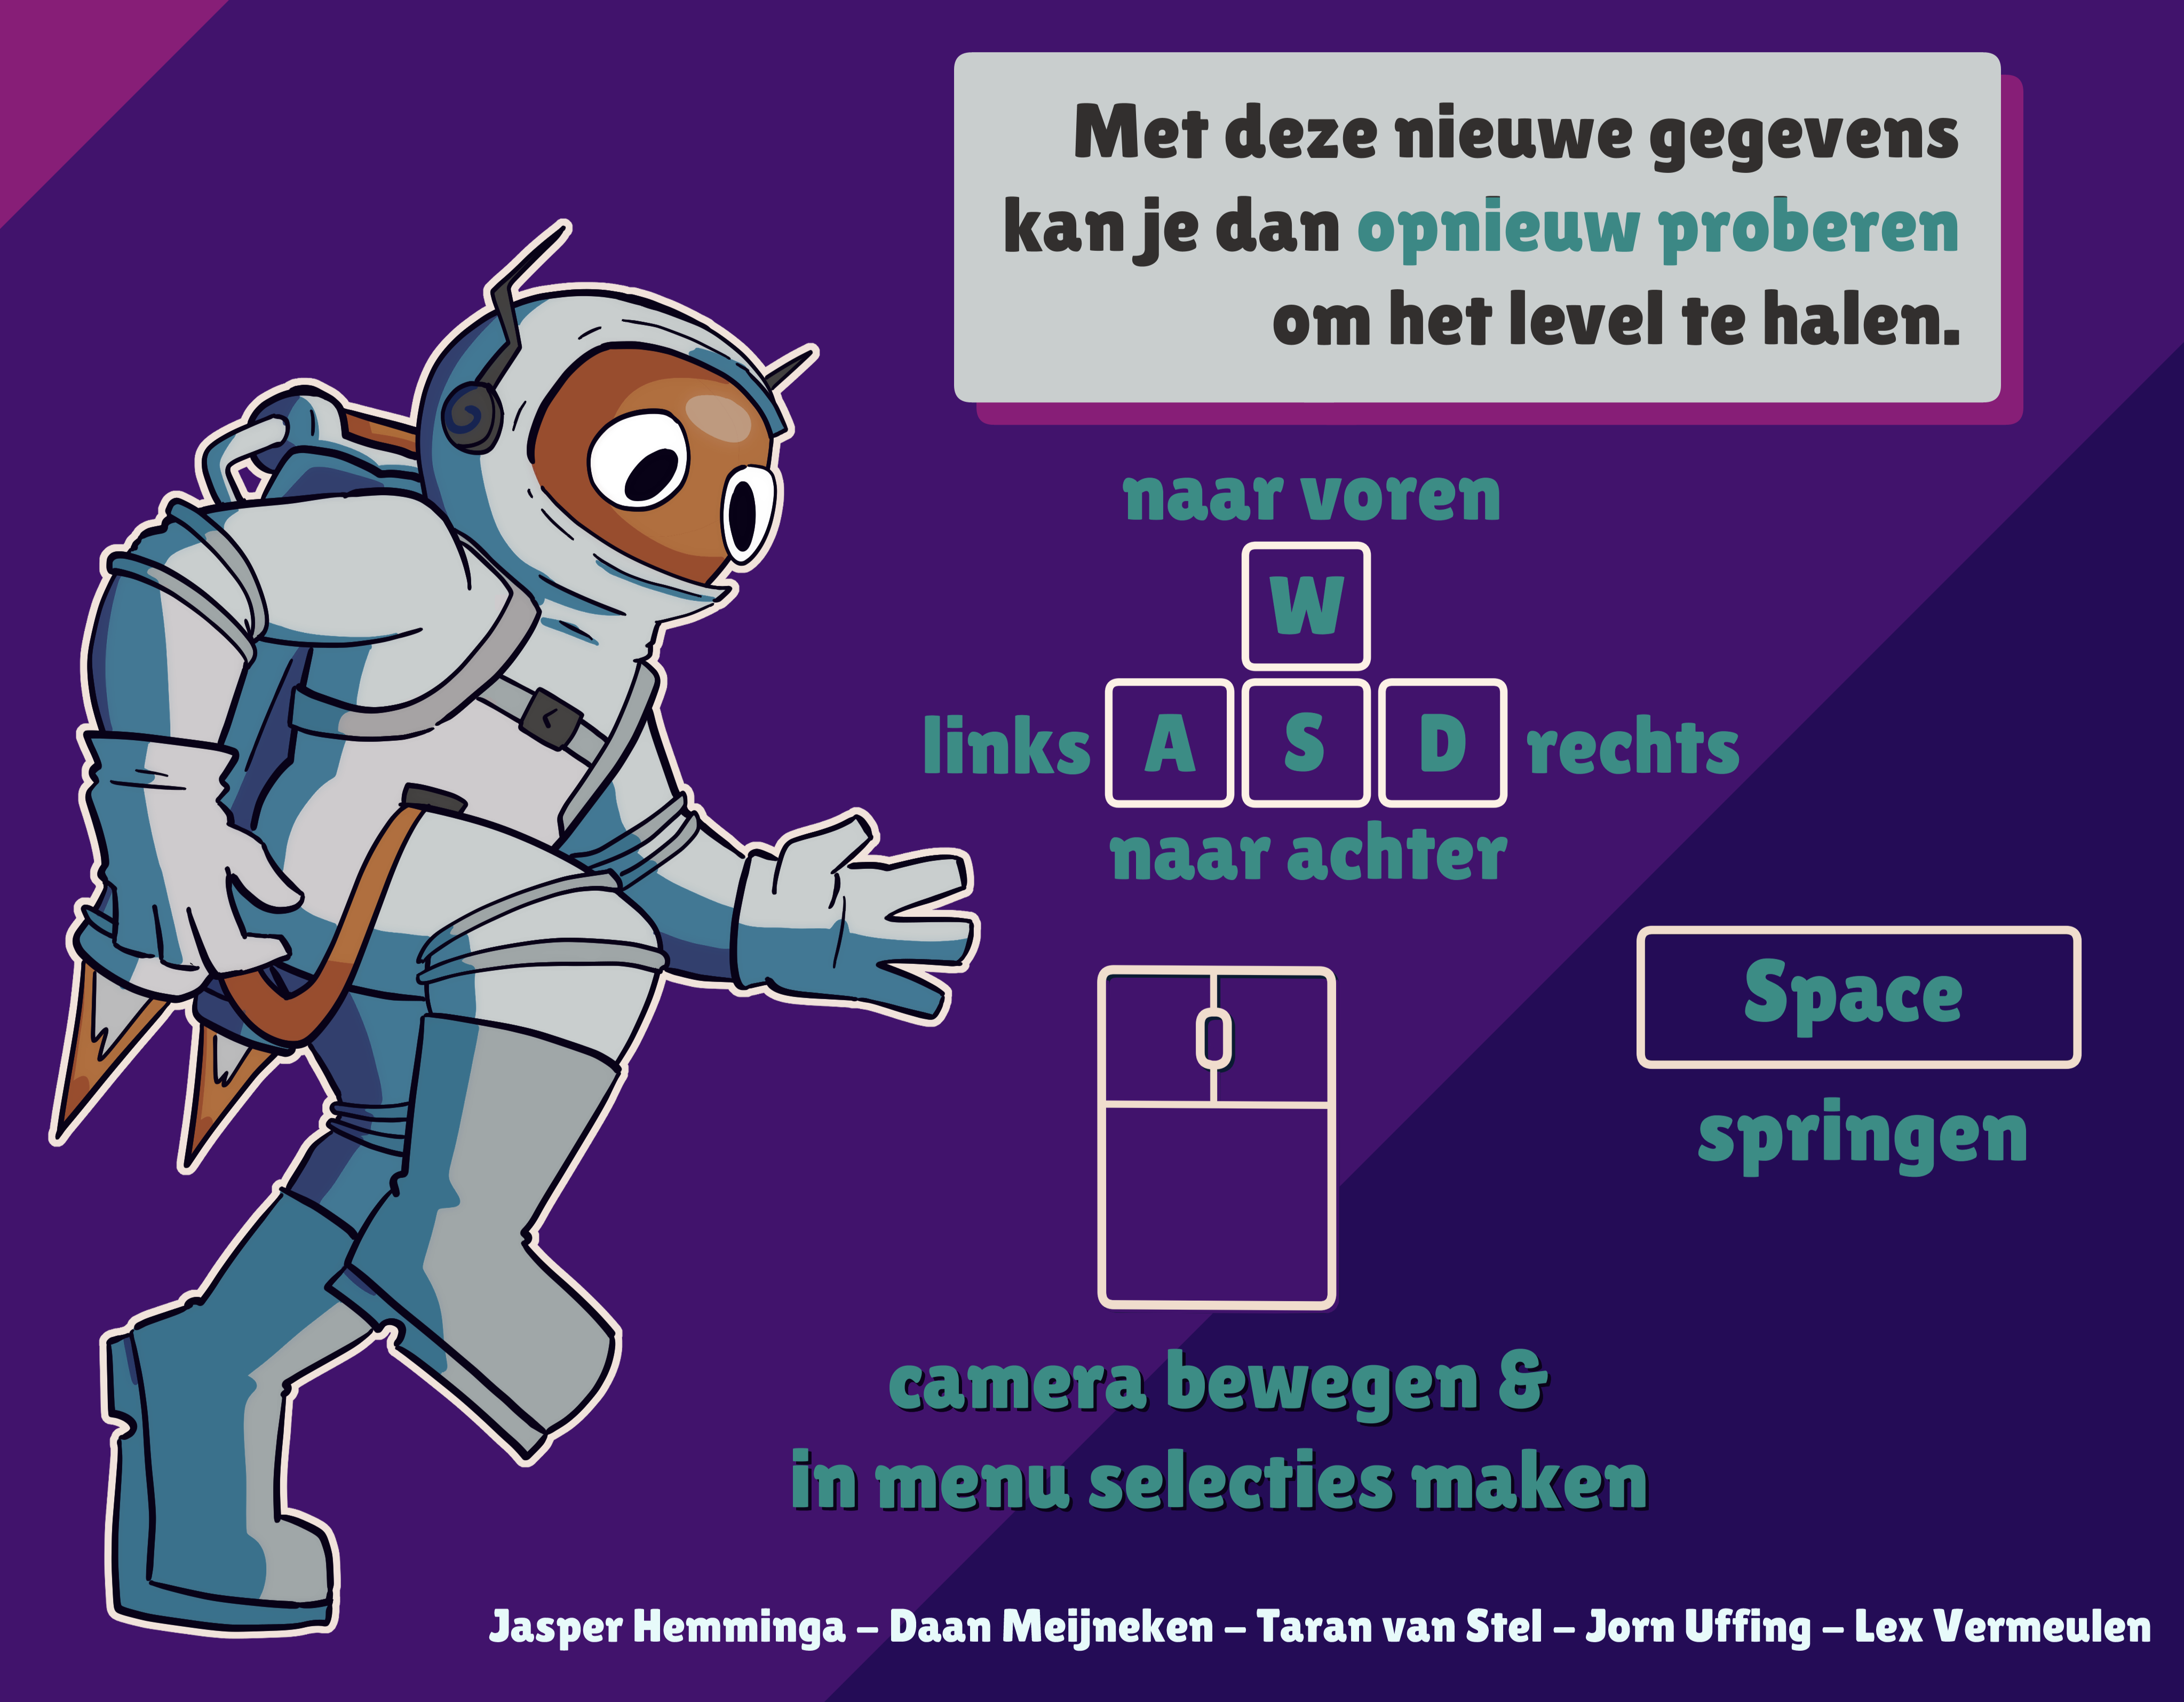 Met deze nieuwe gegevens
kan je dan opnieuw proberen
om het level te halen.
naar voren
W
links A S D rechts
naar achter
Space
springen
camera bewegen &
in menu selecties maken
Jasper Hemminga – Daan Meijneken – Taran van Stel – Jorn Uffing – Lex Vermeulen